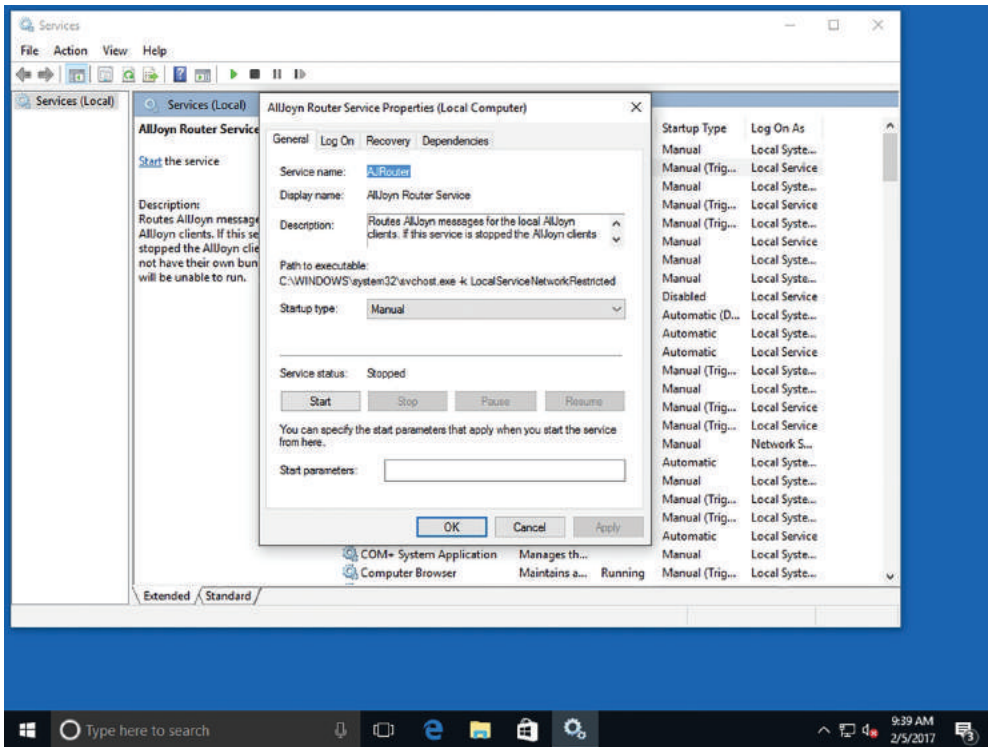 Services
File Action View Help
Services (Local)
Services (Local)
AllJoyn Router Service
Start the service
Description:
Routes AllJoyn message
AllJoyn clients. If this se
stopped the AllJoyn clie
not have their own bun
will be unable to run.
AllJoyn Router Service Properties (Local Computer)
General Log On Recovery Dependencies
Service name: AJRouter
Display name: AllJoyn Router Service
Description: Routes AllJoyn messages for the local AllJoyn
clients. If this service is stopped the AllJoyn clients
Path to executable:
C:\WINDOWS\system32\svchost.exe -k LocalServiceNetworkRestricted
Startup type: Manual
Service status: Stopped
Start Stop Pause Resume
You can specify the start parameters that apply when you start the service
from here.
Start parameters:
OK Cancel Apply
Startup Type Log On As
Manual Local Syste...
Manual (Trig... Local Service
Manual Local Syste...
Manual (Trig... Local Service
Manual (Trig... Local Syste...
Manual Local Service
Manual Local Syste...
Manual Local Syste...
Disabled Local Service
Automatic (D... Local Syste...
Automatic Local Syste...
Automatic Local Service
Manual (Trig... Local Syste...
Manual Local Syste...
Manual (Trig... Local Service
Manual (Trig... Local Service
Manual Network S...
Automatic Local Syste...
Manual Local Syste...
Manual (Trig... Local Syste...
Manual (Trig... Local Syste...
Automatic Local Service
COM+ System Application Manages th... Manual Local Syste...
Computer Browser Maintains a... Running Manual (Trig... Local Syste...
Extended Standard
Type here to search
9:39 AM
2/5/2017
3